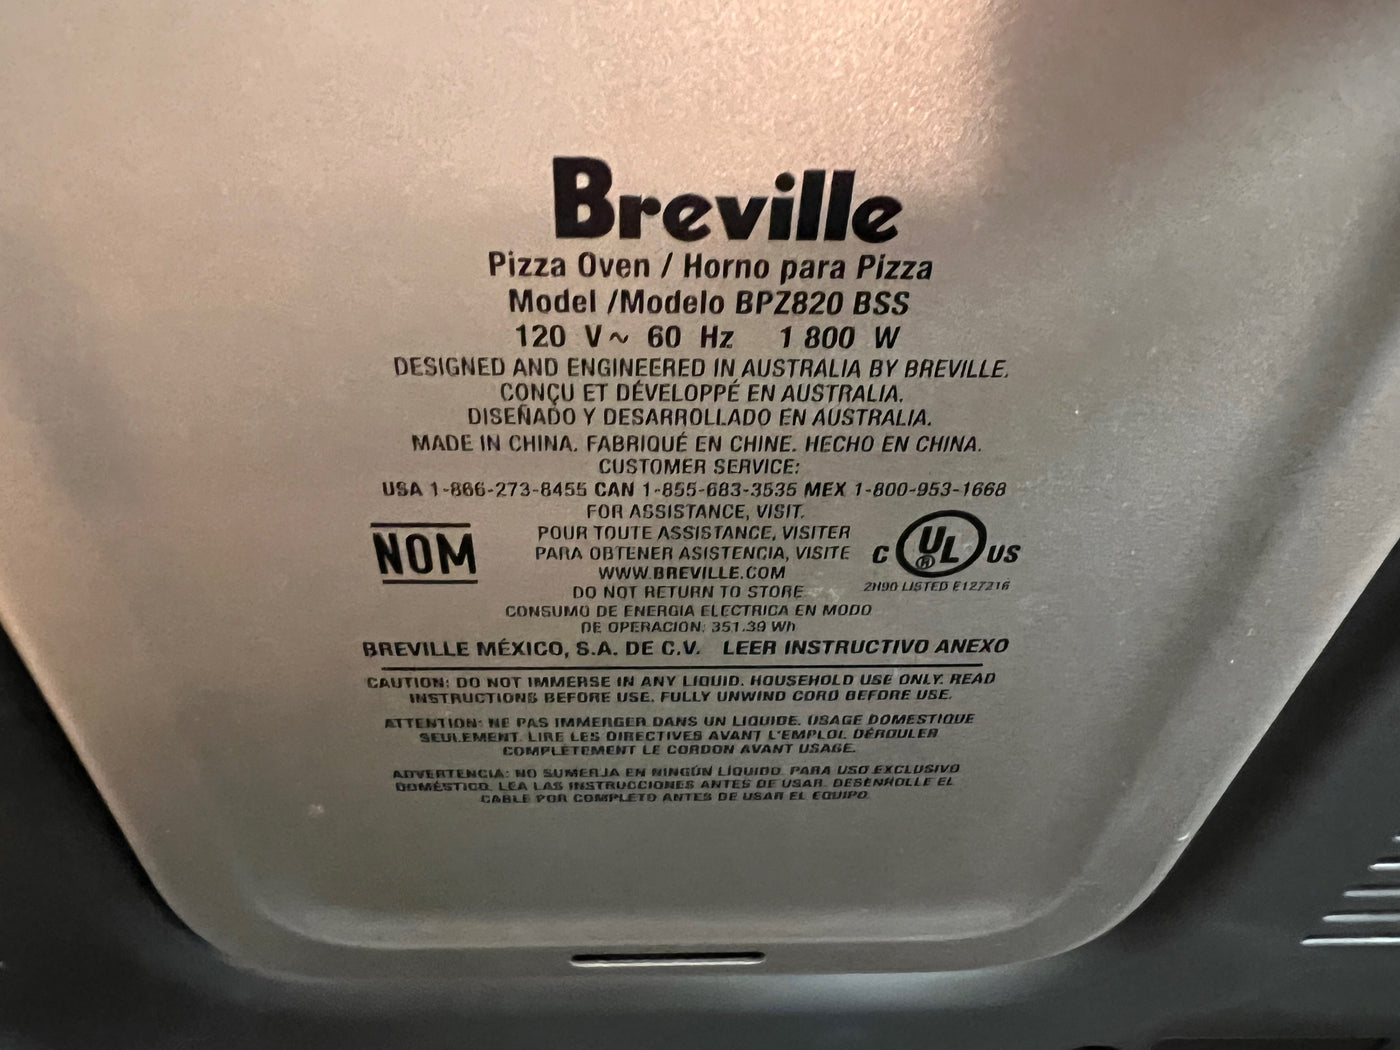 Breville
Pizza Oven / Horno para Pizza
Model /Modelo BPZ820 BSS
120 V~ 60 Hz 1 800 W
DESIGNED AND ENGINEERED IN AUSTRALIA BY BREVILLE.
CONÇU ET DÉVELOPPÉ EN AUSTRALIA.
DISEÑADO Y DESARROLLADO EN AUSTRALIA.
MADE IN CHINA. FABRIQUÉ EN CHINE. HECHO EN CHINA.
CUSTOMER SERVICE:
USA 1-866-273-8455 CAN 1-855-683-3535 MEX 1-800-953-1668
FOR ASSISTANCE, VISIT.
POUR TOUTE ASSISTANCE, VISITER
PARA OBTENER ASISTENCIA, VISITE
WWW.BREVILLE.COM
DO NOT RETURN TO STORE
NOM
C UL ® US
2H90 LISTED E127216
CONSUMO DE ENERGIA ELECTRICA EN MODO
DE OPERACION: 351.39 Wh
BREVILLE MÉXICO, S.A. DE C.V. LEER INSTRUCTIVO ANEXO
CAUTION: DO NOT IMMERSE IN ANY LIQUID. HOUSEHOLD USE ONLY. READ
INSTRUCTIONS BEFORE USE. FULLY UNWIND CORD BEFORE USE.
ATTENTION: NE PAS IMMERGER DANS UN LIQUIDE. USAGE DOMESTIQUE
SEULEMENT. LIRE LES DIRECTIVES AVANT L'EMPLOI. DÉROULER
COMPLÈTEMENT LE CORDON AVANT USAGE.
ADVERTENCIA: NO SUMERJA EN NINGÚN LÍQUIDO. PARA USO EXCLUSIVO
DOMÉSTICO. LEA LAS INSTRUCCIONES ANTES DE USAR. DESENROLLE EL
CABLE POR COMPLETO ANTES DE USAR EL EQUIPO.